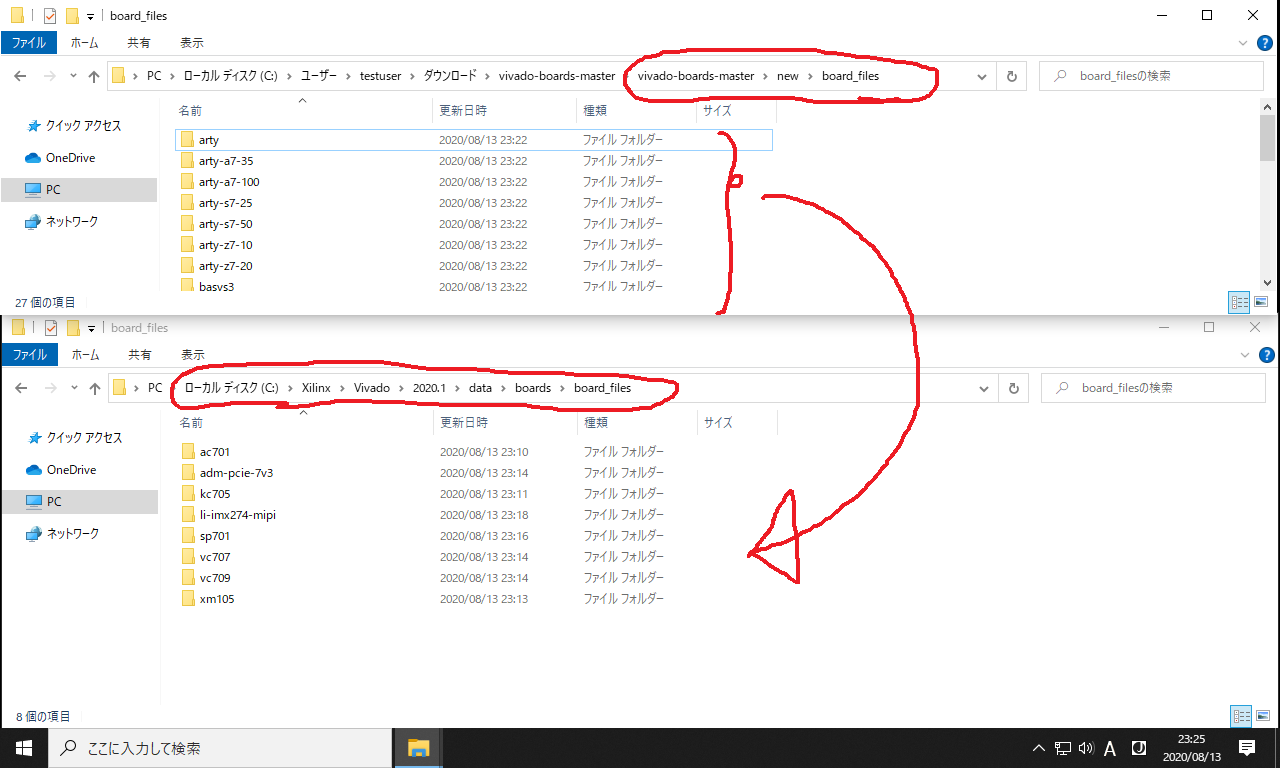 board_files
ファイル ホーム 共有 表示
PC › ローカル ディスク (C:) › ユーザー › testuser › ダウンロード › vivado-boards-master › vivado-boards-master › new › board_files
board_filesの検索
名前 更新日時 種類 サイズ
クイック アクセス
OneDrive
PC
ネットワーク
arty 2020/08/13 23:22 ファイル フォルダー
arty-a7-35 2020/08/13 23:22 ファイル フォルダー
arty-a7-100 2020/08/13 23:22 ファイル フォルダー
arty-s7-25 2020/08/13 23:22 ファイル フォルダー
arty-s7-50 2020/08/13 23:22 ファイル フォルダー
arty-z7-10 2020/08/13 23:22 ファイル フォルダー
arty-z7-20 2020/08/13 23:22 ファイル フォルダー
basys3 2020/08/13 23:22 ファイル フォルダー
27 個の項目
board_files
ファイル ホーム 共有 表示
PC › ローカル ディスク (C:) › Xilinx › Vivado › 2020.1 › data › boards › board_files
board_filesの検索
名前 更新日時 種類 サイズ
クイック アクセス
OneDrive
PC
ネットワーク
ac701 2020/08/13 23:10 ファイル フォルダー
adm-pcie-7v3 2020/08/13 23:14 ファイル フォルダー
kc705 2020/08/13 23:11 ファイル フォルダー
li-imx274-mipi 2020/08/13 23:18 ファイル フォルダー
sp701 2020/08/13 23:16 ファイル フォルダー
vc707 2020/08/13 23:14 ファイル フォルダー
vc709 2020/08/13 23:14 ファイル フォルダー
xm105 2020/08/13 23:13 ファイル フォルダー
8 個の項目
ここに入力して検索
A
J
23:25
2020/08/13